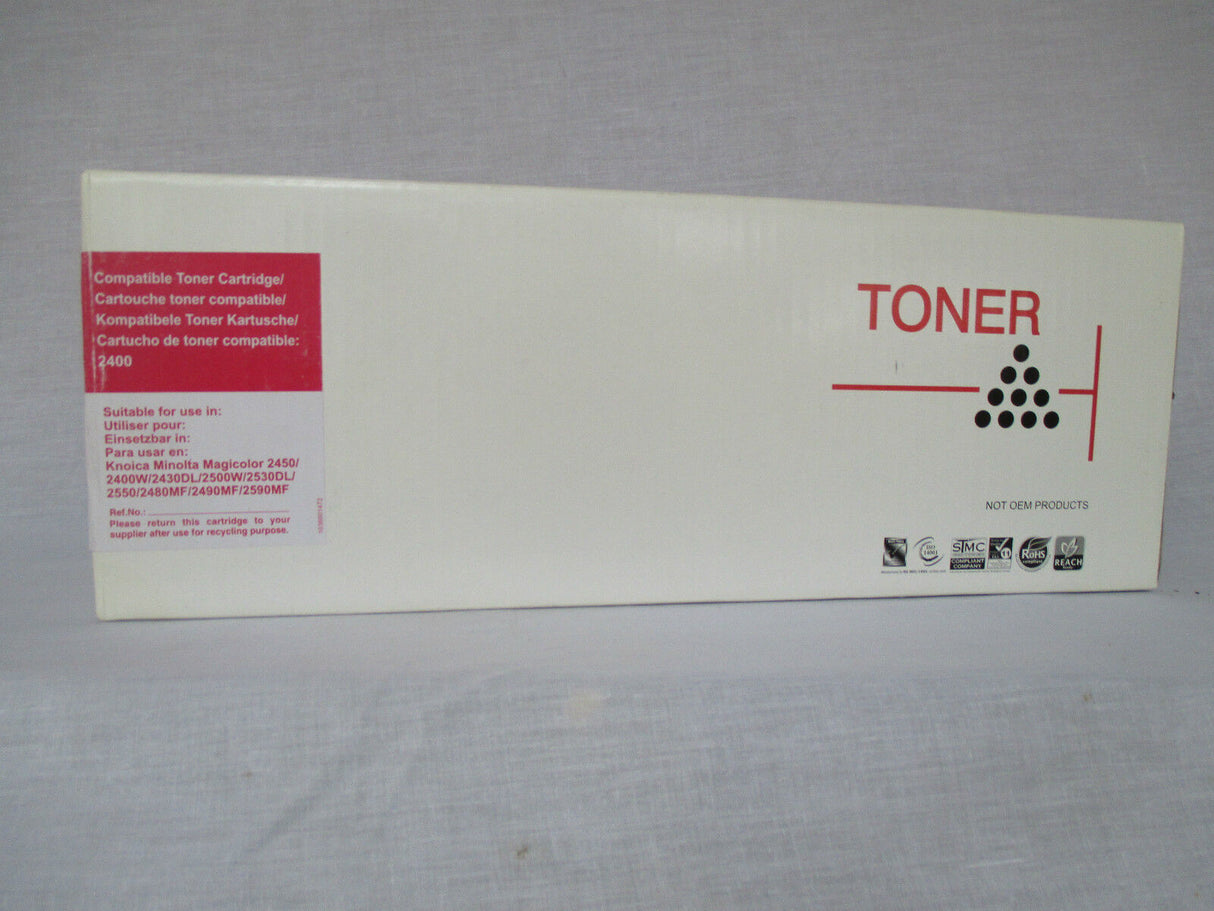 Compatible Toner Cartridge/
Cartouche toner compatible/
Kompatibele Toner Kartusche/
Cartucho de toner compatible:
2400
Suitable for use in:
Utiliser pour:
Einsetzbar in:
Para usar en:
Knoica Minolta Magicolor 2450/
2400W/2430DL/2500W/2530DL/
2550/2480MF/2490MF/2590MF
Ref.No.:
Please return this cartridge to your
supplier after use for recycling purpose.
TONER
NOT OEM PRODUCTS
ISO
14001
STMC
COMPLIANT
COMPANY
RoHS
compliant
REACH